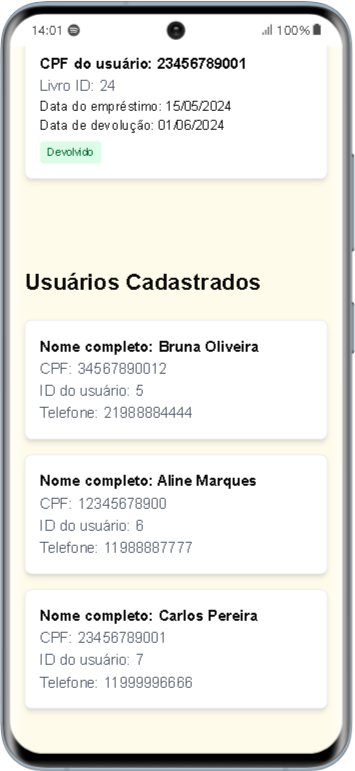 14:01 100%
CPF do usuário: 23456789001
Livro ID: 24
Data do empréstimo: 15/05/2024
Data de devolução: 01/06/2024
Devolvido
Usuários Cadastrados
Nome completo: Bruna Oliveira
CPF: 34567890012
ID do usuário: 5
Telefone: 21988884444
Nome completo: Aline Marques
CPF: 12345678900
ID do usuário: 6
Telefone: 11988887777
Nome completo: Carlos Pereira
CPF: 23456789001
ID do usuário: 7
Telefone: 11999996666